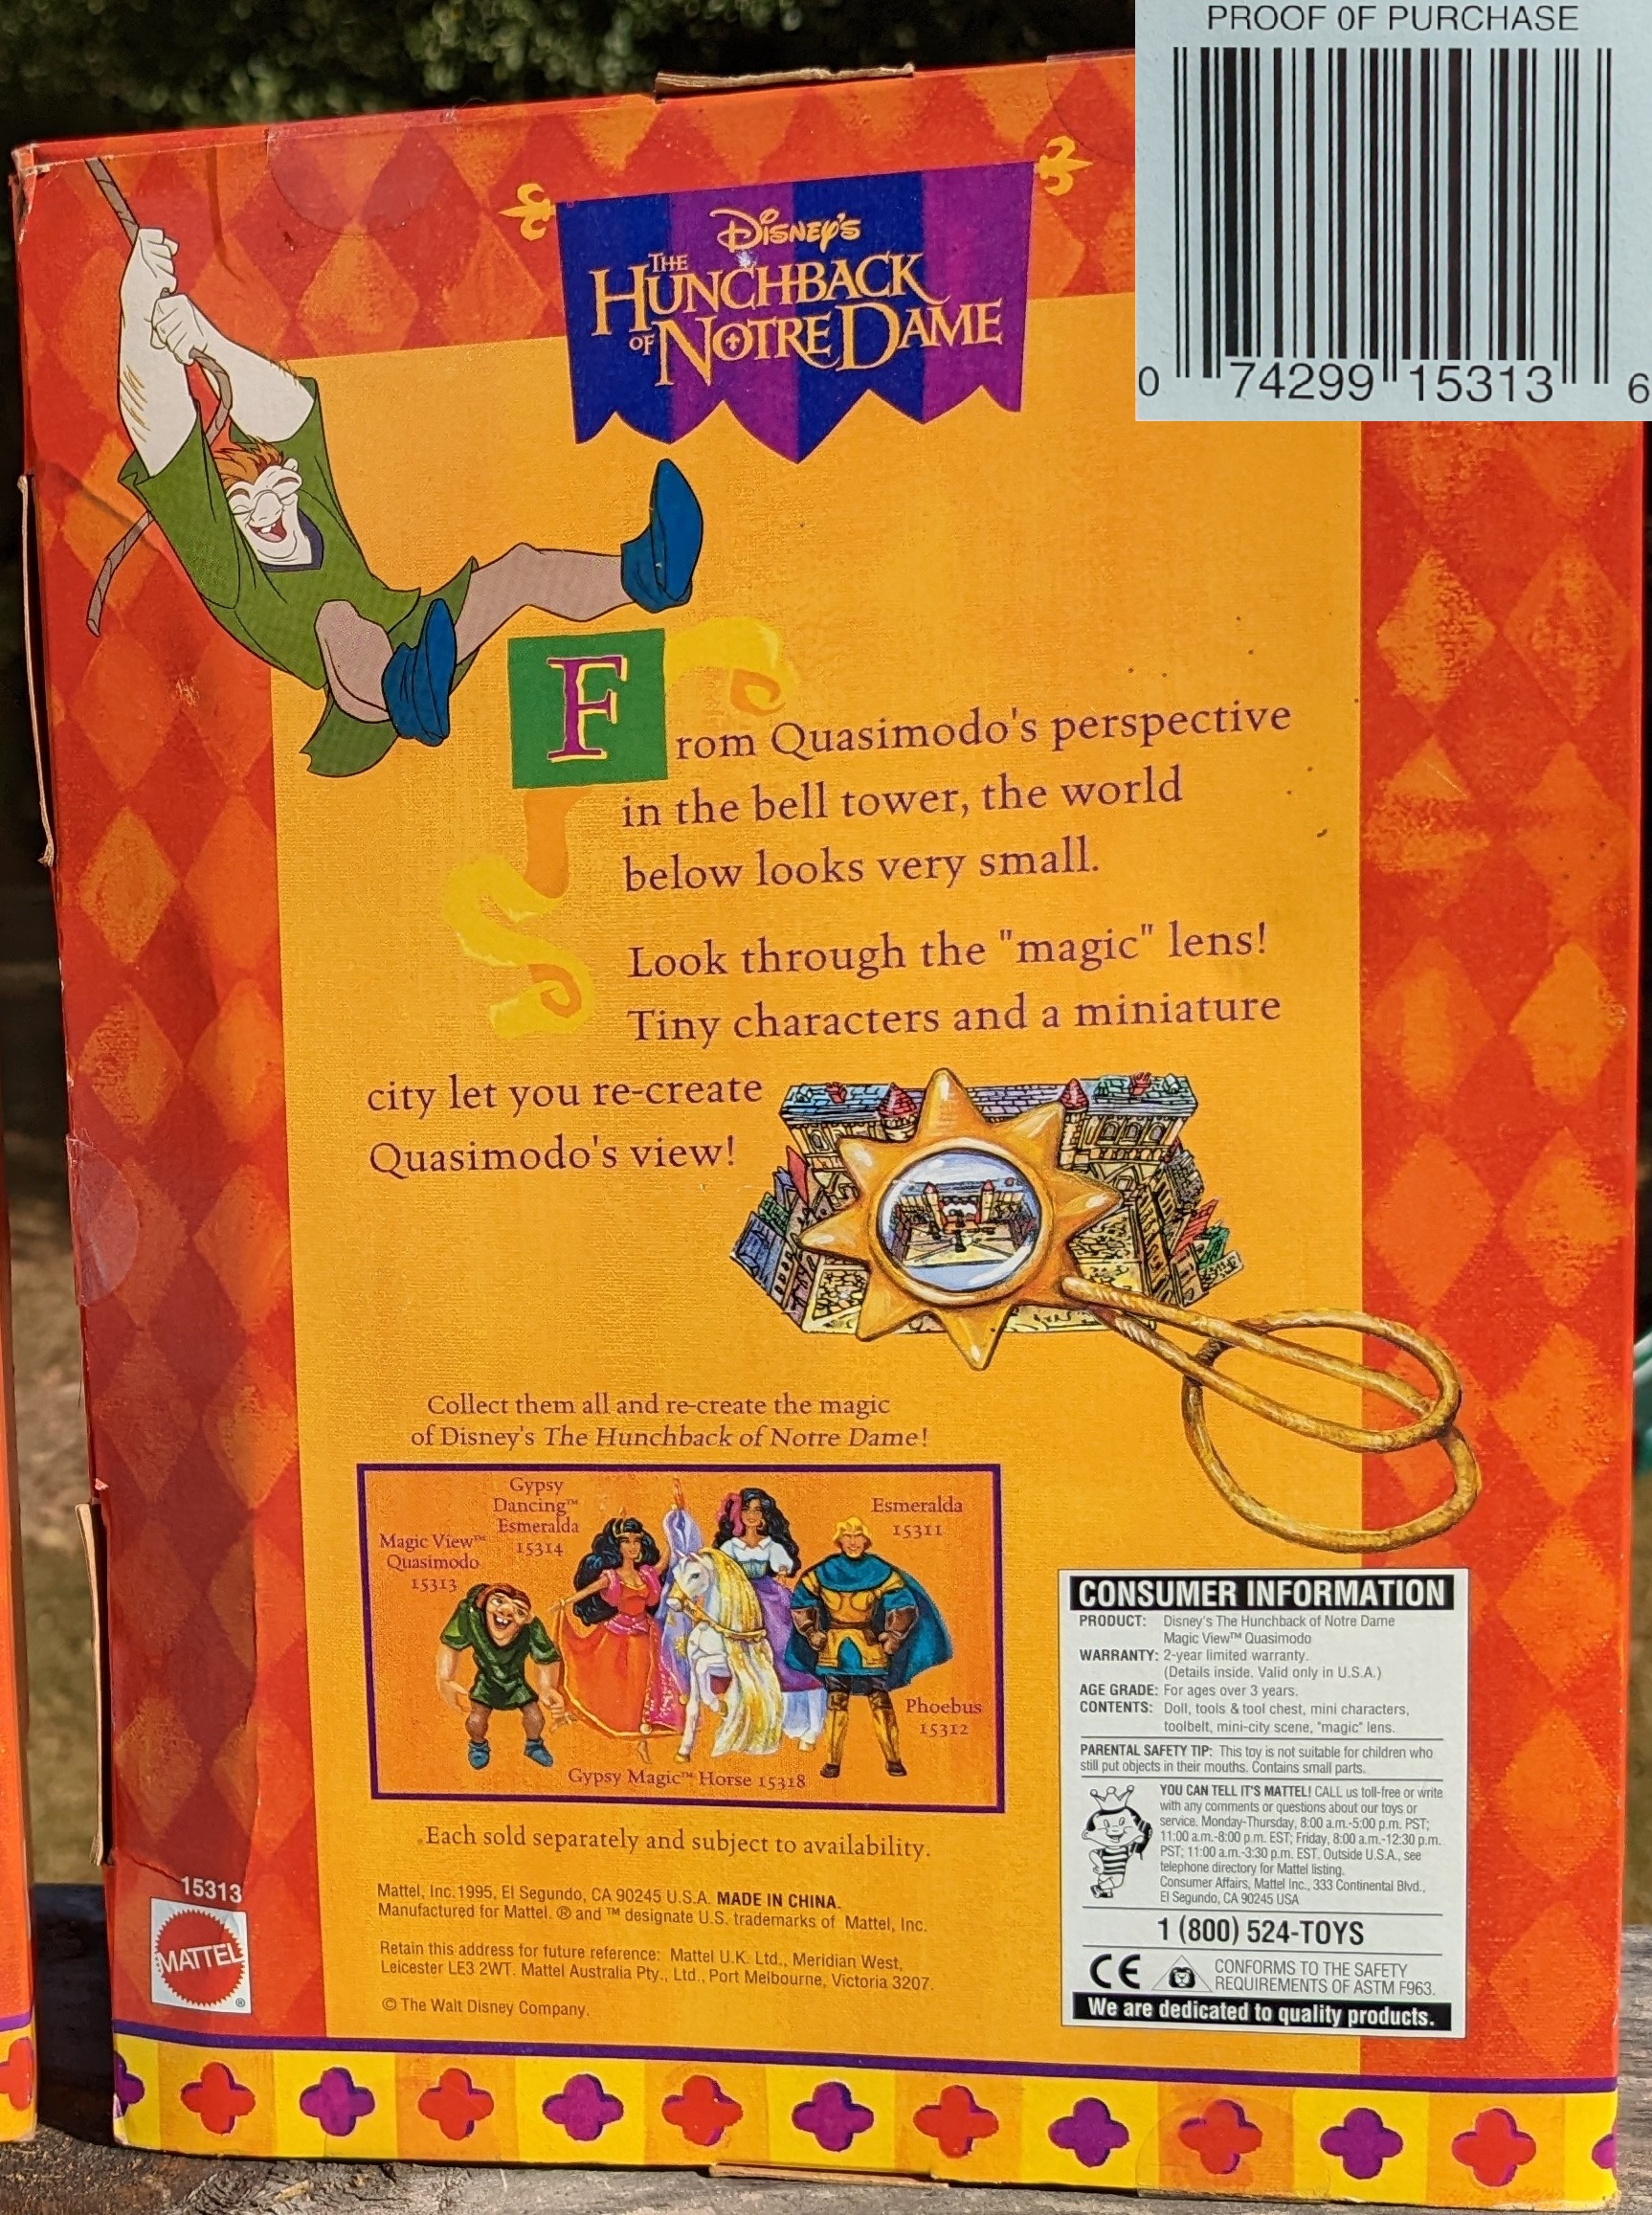 PROOF OF PURCHASE
0 74299 15313 6
DISNEY'S
THE
HUNCHBACK
OF NOTRE DAME
From Quasimodo's perspective
in the bell tower, the world
below looks very small.
Look through the "magic" lens!
Tiny characters and a miniature
city let you re-create
Quasimodo's view!
Collect them all and re-create the magic
of Disney's The Hunchback of Notre Dame!
Magic View™
Quasimodo
15313
Gypsy
Dancing™
Esmeralda
15314
Esmeralda
15311
Phoebus
15312
Gypsy Magic™ Horse 15318
Each sold separately and subject to availability.
15313
MATTEL
®
Mattel, Inc.1995, El Segundo, CA 90245 U.S.A. MADE IN CHINA.
Manufactured for Mattel. ® and ™ designate U.S. trademarks of Mattel, Inc.
Retain this address for future reference: Mattel U.K. Ltd., Meridian West,
Leicester LE3 2WT. Mattel Australia Pty., Ltd., Port Melbourne, Victoria 3207.
© The Walt Disney Company.
CONSUMER INFORMATION
PRODUCT: Disney's The Hunchback of Notre Dame
Magic View™ Quasimodo
WARRANTY: 2-year limited warranty.
(Details inside. Valid only in U.S.A.)
AGE GRADE: For ages over 3 years.
CONTENTS: Doll, tools & tool chest, mini characters,
toolbelt, mini-city scene, "magic" lens.
PARENTAL SAFETY TIP: This toy is not suitable for children who
still put objects in their mouths. Contains small parts.
YOU CAN TELL IT'S MATTEL! CALL us toll-free or write
with any comments or questions about our toys or
service. Monday-Thursday, 8:00 a.m.-5:00 p.m. PST;
11:00 a.m.-8:00 p.m. EST; Friday, 8:00 a.m.-12:30 p.m.
PST; 11:00 a.m.-3:30 p.m. EST. Outside U.S.A., see
telephone directory for Mattel listing.
Consumer Affairs, Mattel Inc., 333 Continental Blvd.,
El Segundo, CA 90245 USA
1 (800) 524-TOYS
CE
CONFORMS TO THE SAFETY
REQUIREMENTS OF ASTM F963.
We are dedicated to quality products.